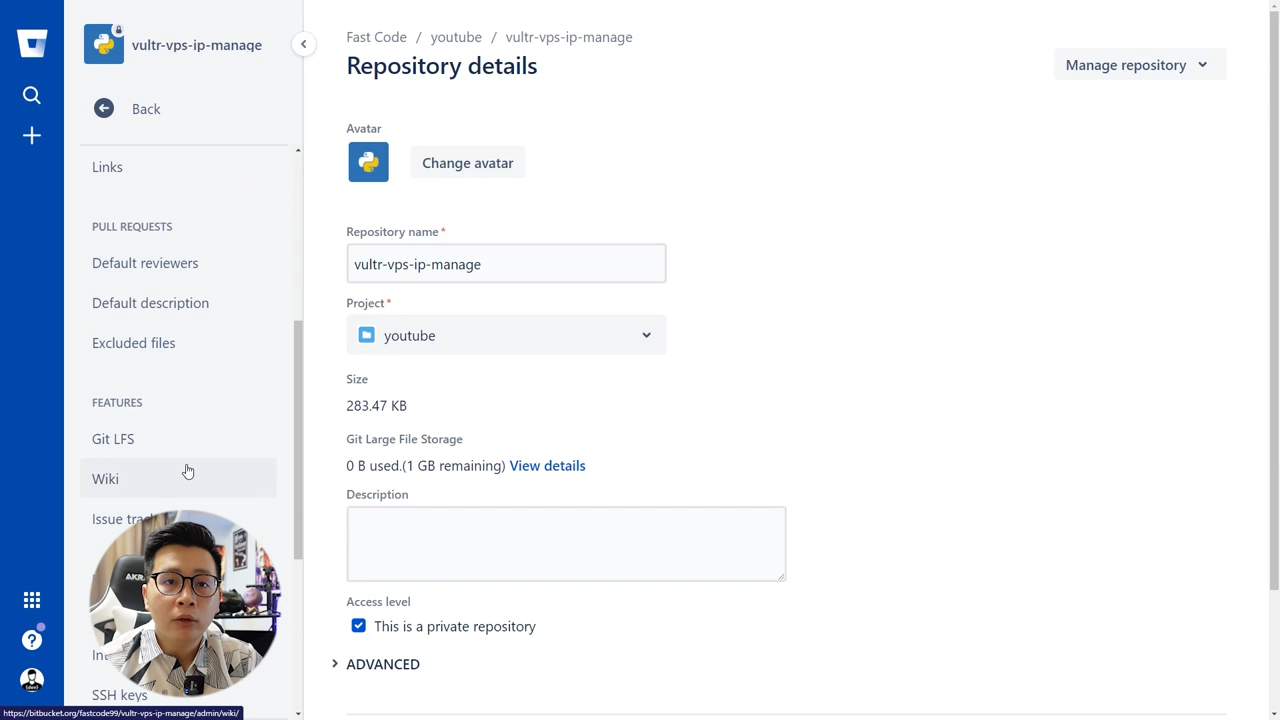 vultr-vps-ip-manage
Back
Links
PULL REQUESTS
Default reviewers
Default description
Excluded files
FEATURES
Git LFS
Wiki
Issue
SSH keys
https://bitbucket.org/fastcode99/vultr-vps-ip-manage/admin/wiki/
Fast Code / youtube / vultr-vps-ip-manage
Repository details
Manage repository
Avatar
Change avatar
Repository name*
vultr-vps-ip-manage
Project*
youtube
Size
283.47 KB
Git Large File Storage
0 B used.(1 GB remaining) View details
Description
Access level
This is a private repository
ADVANCED